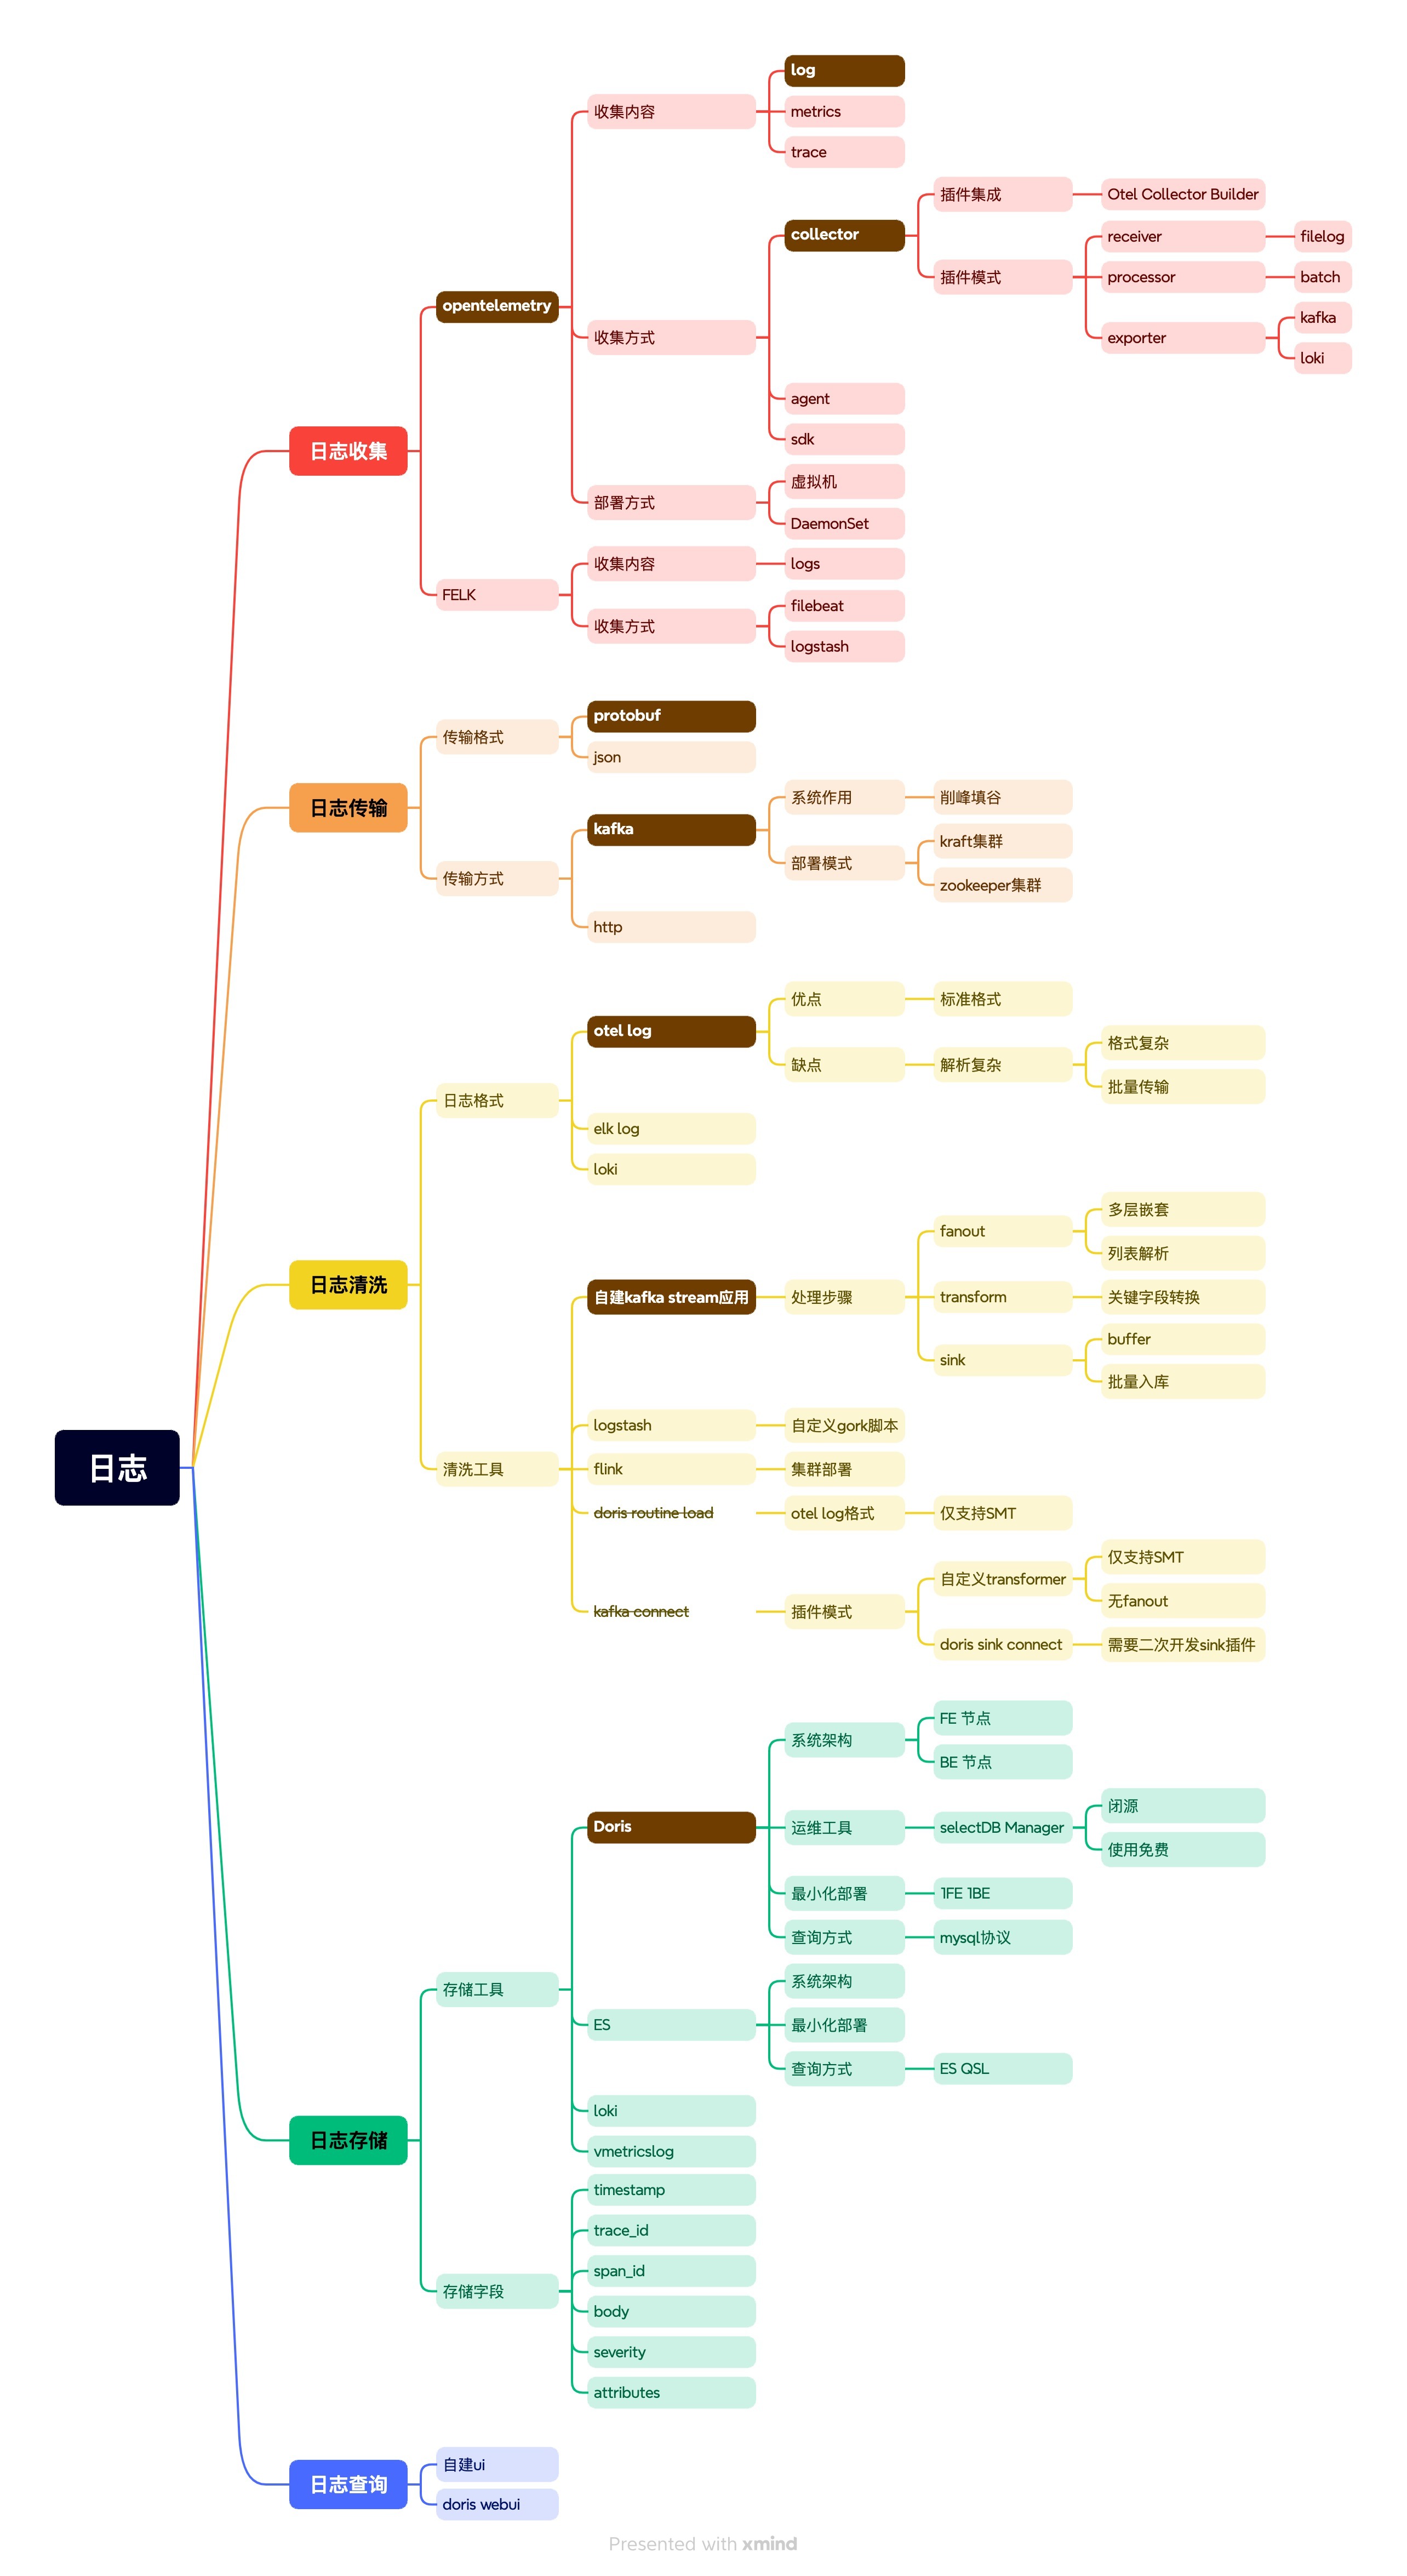 日志
日志收集
opentelemetry
收集内容
log
metrics
trace
收集方式
collector
插件集成
Otel Collector Builder
插件模式
receiver
filelog
processor
batch
exporter
kafka
loki
agent
sdk
部署方式
虚拟机
DaemonSet
FELK
收集内容
logs
收集方式
filebeat
logstash
日志传输
传输格式
protobuf
json
传输方式
kafka
系统作用
削峰填谷
部署模式
kraft集群
zookeeper集群
http
日志清洗
日志格式
otel log
优点
标准格式
缺点
解析复杂
格式复杂
批量传输
elk log
loki
清洗工具
自建kafka stream应用
处理步骤
fanout
多层嵌套
列表解析
transform
关键字段转换
sink
buffer
批量入库
logstash
自定义gork脚本
flink
集群部署
doris routine load
otel log格式
仅支持SMT
kafka connect
插件模式
自定义transformer
仅支持SMT
无fanout
doris sink connect
需要二次开发sink插件
日志存储
存储工具
Doris
系统架构
FE 节点
BE 节点
运维工具
selectDB Manager
闭源
使用免费
最小化部署
1FE 1BE
查询方式
mysql协议
ES
系统架构
最小化部署
查询方式
ES QSL
loki
vmetricslog
存储字段
timestamp
trace_id
span_id
body
severity
attributes
日志查询
自建ui
doris webui
Presented with xmind